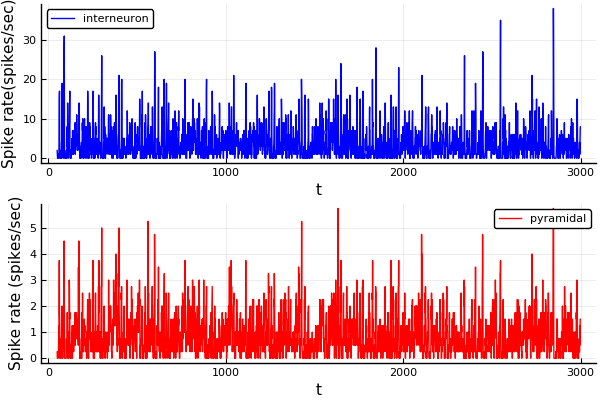 Spike rate(spikes/sec)
interneuron
30
20
10
0
0 1000 2000 3000
t
Spike rate (spikes/sec)
pyramidal
5
4
3
2
1
0
0 1000 2000 3000
t